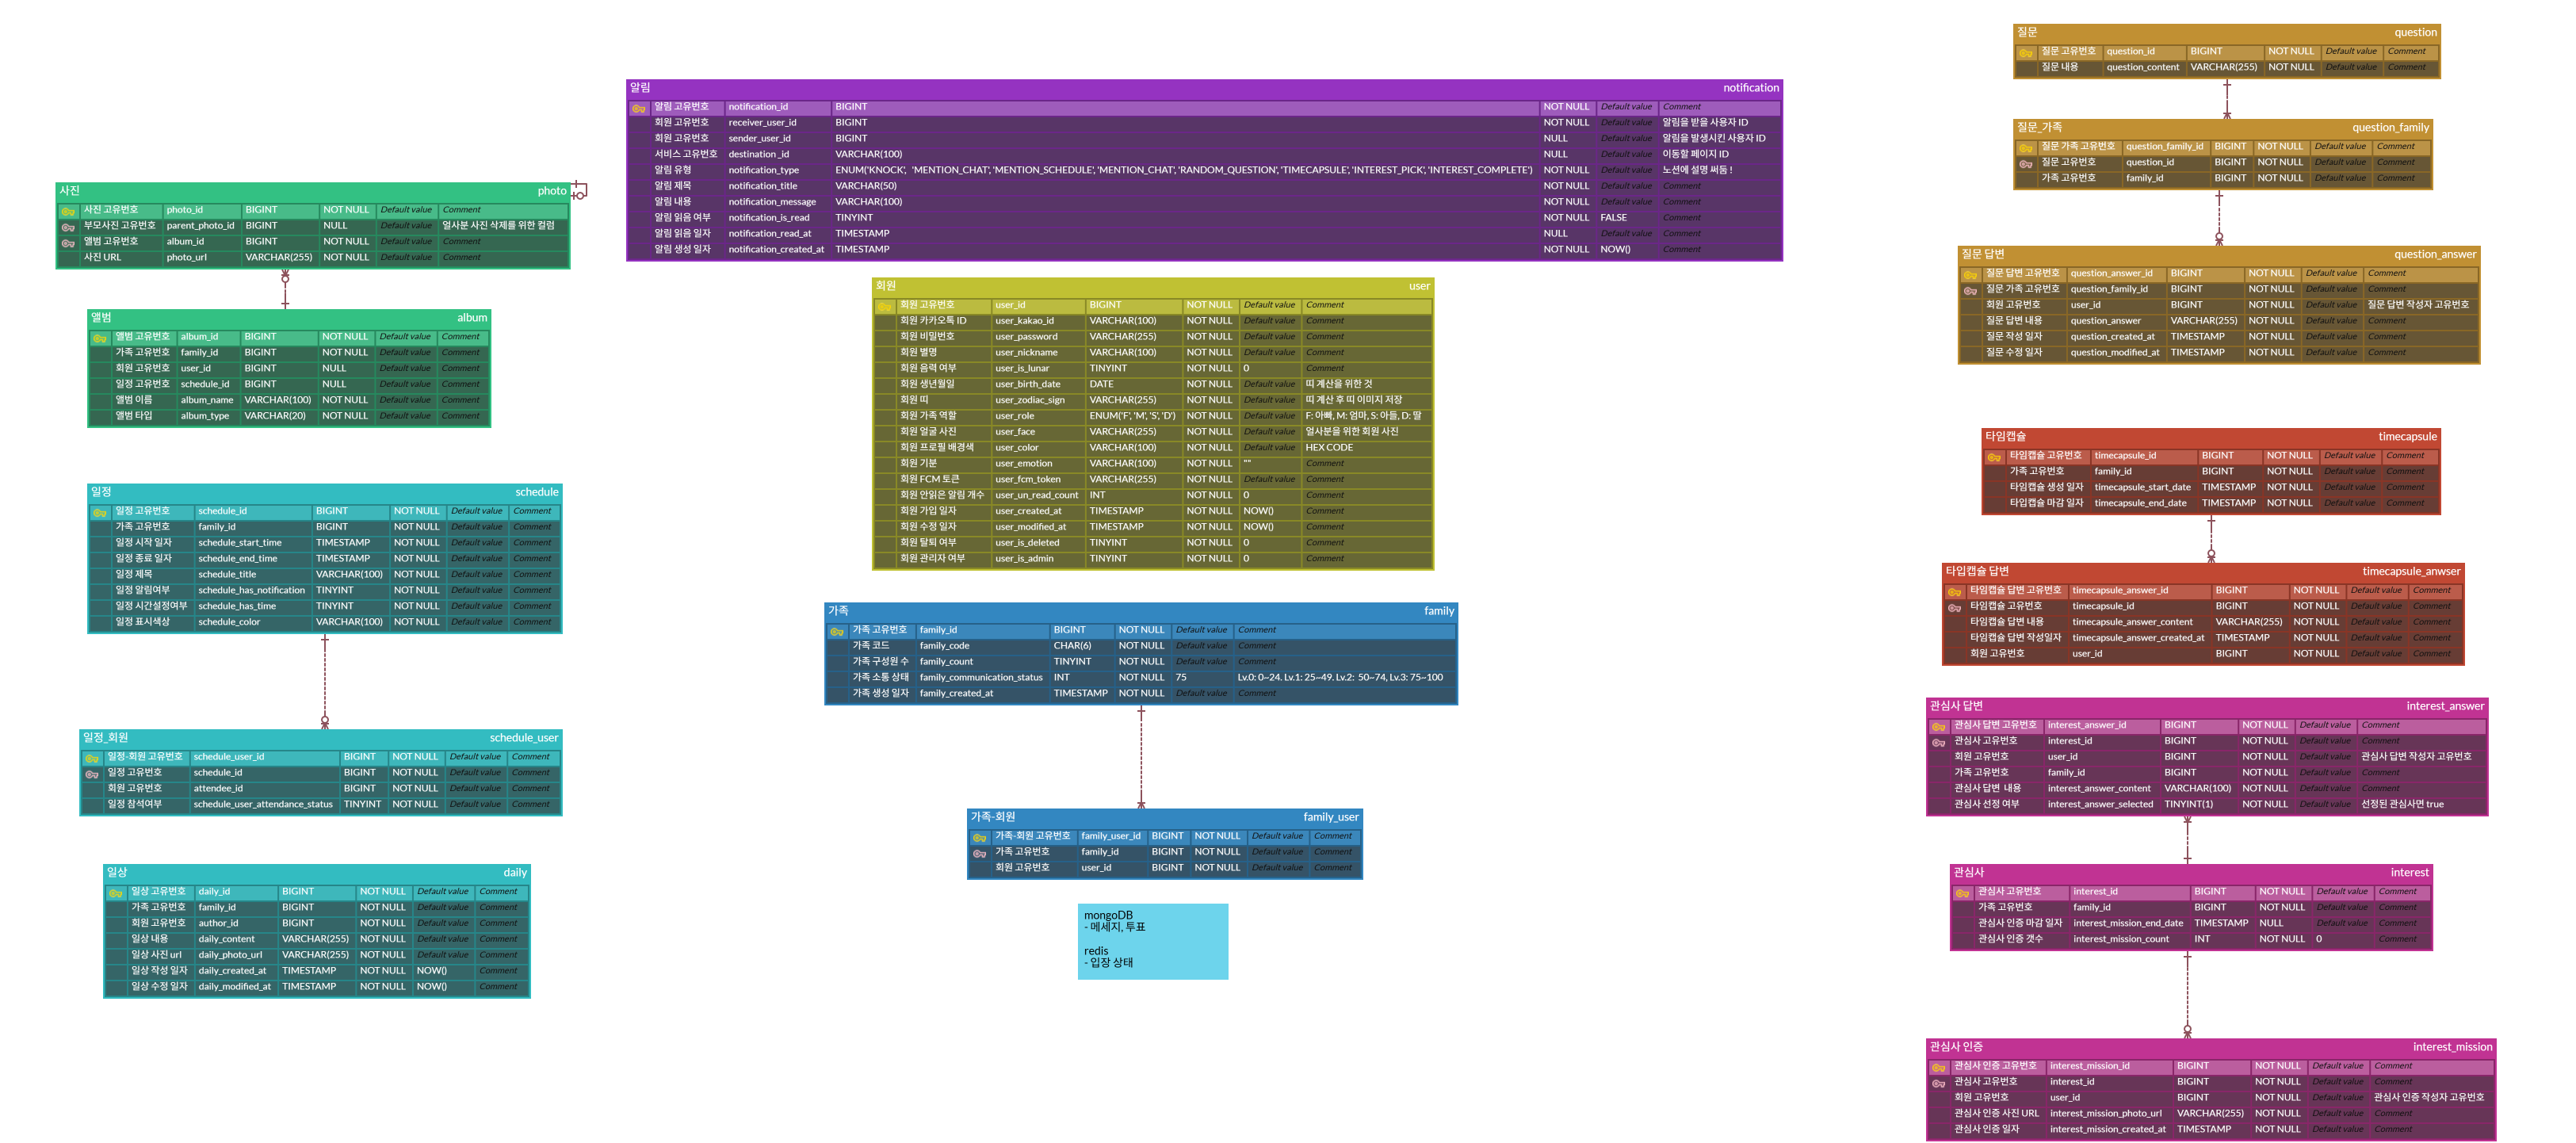 사진 photo
사진 고유번호 photo_id BIGINT NOT NULL Default value Comment
부모사진 고유번호 parent_photo_id BIGINT NULL Default value 얼사분 사진 삭제를 위한 컬럼
앨범 고유번호 album_id BIGINT NOT NULL Default value Comment
사진 URL photo_url VARCHAR(255) NOT NULL Default value Comment
앨범 album
앨범 고유번호 album_id BIGINT NOT NULL Default value Comment
가족 고유번호 family_id BIGINT NOT NULL Default value Comment
회원 고유번호 user_id BIGINT NULL Default value Comment
일정 고유번호 schedule_id BIGINT NULL Default value Comment
앨범 이름 album_name VARCHAR(100) NOT NULL Default value Comment
앨범 타입 album_type VARCHAR(20) NOT NULL Default value Comment
일정 schedule
일정 고유번호 schedule_id BIGINT NOT NULL Default value Comment
가족 고유번호 family_id BIGINT NOT NULL Default value Comment
일정 시작 일자 schedule_start_time TIMESTAMP NOT NULL Default value Comment
일정 종료 일자 schedule_end_time TIMESTAMP NOT NULL Default value Comment
일정 제목 schedule_title VARCHAR(100) NOT NULL Default value Comment
일정 알림여부 schedule_has_notification TINYINT NOT NULL Default value Comment
일정 시간설정여부 schedule_has_time TINYINT NOT NULL Default value Comment
일정 표시색상 schedule_color VARCHAR(100) NOT NULL Default value Comment
일정_회원 schedule_user
일정-회원 고유번호 schedule_user_id BIGINT NOT NULL Default value Comment
일정 고유번호 schedule_id BIGINT NOT NULL Default value Comment
회원 고유번호 attendee_id BIGINT NOT NULL Default value Comment
일정 참석여부 schedule_user_attendance_status TINYINT NOT NULL Default value Comment
일상 daily
일상 고유번호 daily_id BIGINT NOT NULL Default value Comment
가족 고유번호 family_id BIGINT NOT NULL Default value Comment
회원 고유번호 author_id BIGINT NOT NULL Default value Comment
일상 내용 daily_content VARCHAR(255) NOT NULL Default value Comment
일상 사진 url daily_photo_url VARCHAR(255) NOT NULL Default value Comment
일상 작성 일자 daily_created_at TIMESTAMP NOT NULL NOW() Comment
일상 수정 일자 daily_modified_at TIMESTAMP NOT NULL NOW() Comment
알림 notification
알림 고유번호 notification_id BIGINT NOT NULL Default value Comment
회원 고유번호 receiver_user_id BIGINT NOT NULL Default value 알림을 받을 사용자 ID
회원 고유번호 sender_user_id BIGINT NULL Default value 알림을 발생시킨 사용자 ID
서비스 고유번호 destination_id VARCHAR(100) NULL Default value 이동할 페이지 ID
알림 유형 notification_type ENUM('KNOCK', 'MENTION_CHAT', 'MENTION_SCHEDULE', 'MENTION_CHAT', 'RANDOM_QUESTION', 'TIMECAPSULE', 'INTEREST_PICK', 'INTEREST_COMPLETE') NOT NULL Default value 노션에 설명 써둠 !
알림 제목 notification_title VARCHAR(50) NOT NULL Default value Comment
알림 내용 notification_message VARCHAR(100) NOT NULL Default value Comment
알림 읽음 여부 notification_is_read TINYINT NOT NULL FALSE Comment
알림 읽음 일자 notification_read_at TIMESTAMP NULL Default value Comment
알림 생성 일자 notification_created_at TIMESTAMP NOT NULL NOW() Comment
회원 user
회원 고유번호 user_id BIGINT NOT NULL Default value Comment
회원 카카오톡 ID user_kakao_id VARCHAR(100) NOT NULL Default value Comment
회원 비밀번호 user_password VARCHAR(255) NOT NULL Default value Comment
회원 별명 user_nickname VARCHAR(100) NOT NULL Default value Comment
회원 음력 여부 user_is_lunar TINYINT NOT NULL 0 Comment
회원 생년월일 user_birth_date DATE NOT NULL Default value 띠 계산을 위한 것
회원 띠 user_zodiac_sign VARCHAR(255) NOT NULL Default value 띠 계산 후 띠 이미지 저장
회원 가족 역할 user_role ENUM('F', 'M', 'S', 'D') NOT NULL Default value F: 아빠, M: 엄마, S: 아들, D: 딸
회원 얼굴 사진 user_face VARCHAR(255) NOT NULL Default value 얼사분을 위한 회원 사진
회원 프로필 배경색 user_color VARCHAR(100) NOT NULL Default value HEX CODE
회원 기분 user_emotion VARCHAR(100) NOT NULL "" Comment
회원 FCM 토큰 user_fcm_token VARCHAR(255) NOT NULL Default value Comment
회원 안읽은 알림 개수 user_un_read_count INT NOT NULL 0 Comment
회원 가입 일자 user_created_at TIMESTAMP NOT NULL NOW() Comment
회원 수정 일자 user_modified_at TIMESTAMP NOT NULL NOW() Comment
회원 탈퇴 여부 user_is_deleted TINYINT NOT NULL 0 Comment
회원 관리자 여부 user_is_admin TINYINT NOT NULL 0 Comment
가족 family
가족 고유번호 family_id BIGINT NOT NULL Default value Comment
가족 코드 family_code CHAR(6) NOT NULL Default value Comment
가족 구성원 수 family_count TINYINT NOT NULL Default value Comment
가족 소통 상태 family_communication_status INT NOT NULL 75 Lv.0: 0~24. Lv.1: 25~49. Lv.2: 50~74, Lv.3: 75~100
가족 생성 일자 family_created_at TIMESTAMP NOT NULL Default value Comment
가족-회원 family_user
가족-회원 고유번호 family_user_id BIGINT NOT NULL Default value Comment
가족 고유번호 family_id BIGINT NOT NULL Default value Comment
회원 고유번호 user_id BIGINT NOT NULL Default value Comment
mongoDB
- 메세지, 투표
redis
- 입장 상태
질문 question
질문 고유번호 question_id BIGINT NOT NULL Default value Comment
질문 내용 question_content VARCHAR(255) NOT NULL Default value Comment
질문_가족 question_family
질문 가족 고유번호 question_family_id BIGINT NOT NULL Default value Comment
질문 고유번호 question_id BIGINT NOT NULL Default value Comment
가족 고유번호 family_id BIGINT NOT NULL Default value Comment
질문 답변 question_answer
질문 답변 고유번호 question_answer_id BIGINT NOT NULL Default value Comment
질문 가족 고유번호 question_family_id BIGINT NOT NULL Default value Comment
회원 고유번호 user_id BIGINT NOT NULL Default value 질문 답변 작성자 고유번호
질문 답변 내용 question_answer VARCHAR(255) NOT NULL Default value Comment
질문 작성 일자 question_created_at TIMESTAMP NOT NULL Default value Comment
질문 수정 일자 question_modified_at TIMESTAMP NOT NULL Default value Comment
타임캡슐 timecapsule
타임캡슐 고유번호 timecapsule_id BIGINT NOT NULL Default value Comment
가족 고유번호 family_id BIGINT NOT NULL Default value Comment
타입캡슐 생성 일자 timecapsule_start_date TIMESTAMP NOT NULL Default value Comment
타입캡슐 마감 일자 timecapsule_end_date TIMESTAMP NOT NULL Default value Comment
타입캡슐 답변 timecapsule_anwser
타임캡슐 답변 고유번호 timecapsule_answer_id BIGINT NOT NULL Default value Comment
타임캡슐 고유번호 timecapsule_id BIGINT NOT NULL Default value Comment
타임캡슐 답변 내용 timecapsule_answer_content VARCHAR(255) NOT NULL Default value Comment
타임캡슐 답변 작성일자 timecapsule_answer_created_at TIMESTAMP NOT NULL Default value Comment
회원 고유번호 user_id BIGINT NOT NULL Default value Comment
관심사 답변 interest_answer
관심사 답변 고유번호 interest_answer_id BIGINT NOT NULL Default value Comment
관심사 고유번호 interest_id BIGINT NOT NULL Default value Comment
회원 고유번호 user_id BIGINT NOT NULL Default value 관심사 답변 작성자 고유번호
가족 고유번호 family_id BIGINT NOT NULL Default value Comment
관심사 답변 내용 interest_answer_content VARCHAR(100) NOT NULL Default value Comment
관심사 선정 여부 interest_answer_selected TINYINT(1) NOT NULL Default value 선정된 관심사면 true
관심사 interest
관심사 고유번호 interest_id BIGINT NOT NULL Default value Comment
가족 고유번호 family_id BIGINT NOT NULL Default value Comment
관심사 인증 마감 일자 interest_mission_end_date TIMESTAMP NULL Default value Comment
관심사 인증 갯수 interest_mission_count INT NOT NULL 0 Comment
관심사 인증 interest_mission
관심사 인증 고유번호 interest_mission_id BIGINT NOT NULL Default value Comment
관심사 고유번호 interest_id BIGINT NOT NULL Default value Comment
회원 고유번호 user_id BIGINT NOT NULL Default value 관심사 인증 작성자 고유번호
관심사 인증 사진 URL interest_mission_photo_url VARCHAR(255) NOT NULL Default value Comment
관심사 인증 일자 interest_mission_created_at TIMESTAMP NOT NULL Default value Comment